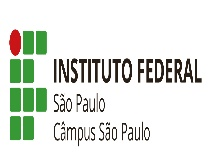 INSTITUTO FEDERAL
São Paulo
Câmpus São Paulo